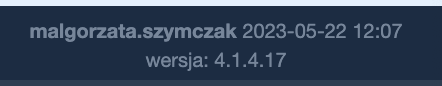 malgorzata.szymczak 2023-05-22 12:07
wersja: 4.1.4.17